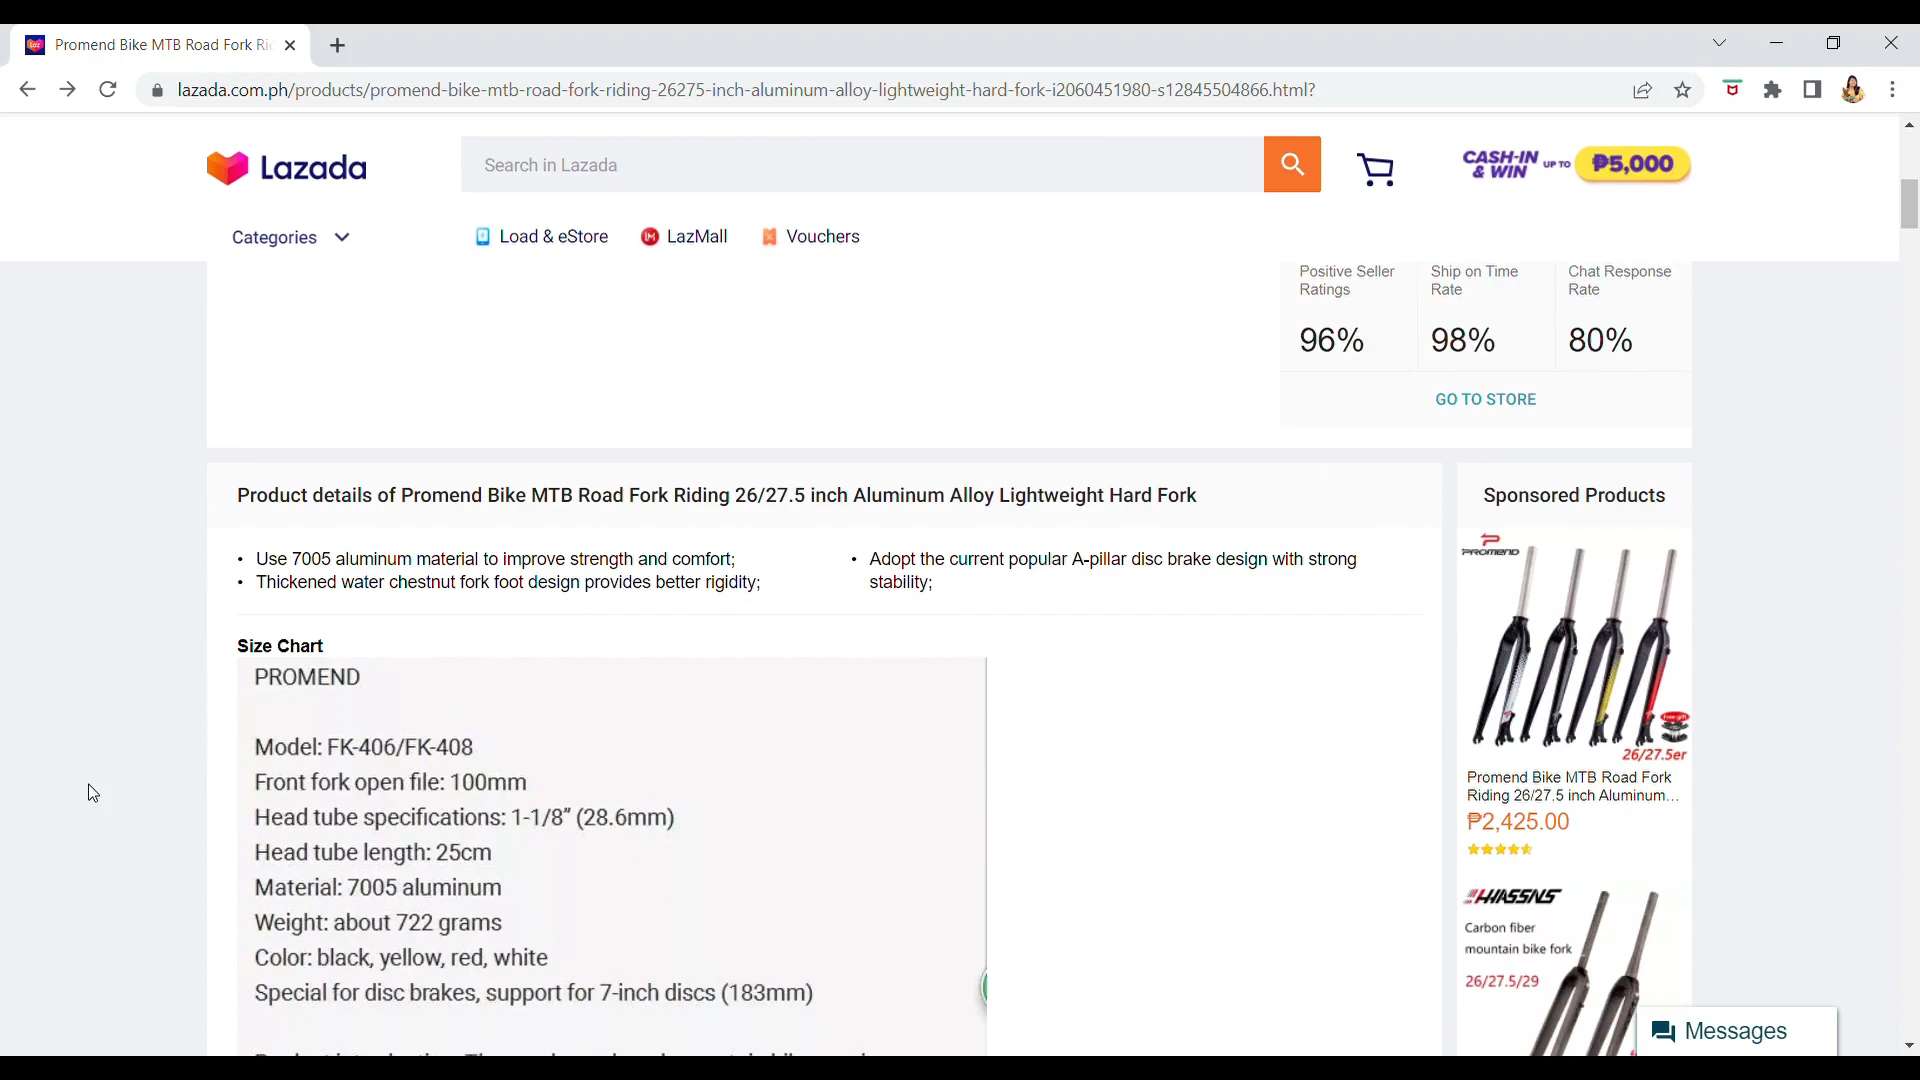 Promend Bike MTB Road Fork Ri
lazada.com.ph/products/promend-bike-mtb-road-fork-riding-26275-inch-aluminum-alloy-lightweight-hard-fork-i2060451980-s12845504866.html?
Lazada
Search in Lazada
CASH-IN & WIN UP TO ₱5,000
Categories
Load & eStore
LazMall
Vouchers
Positive Seller Ratings
Ship on Time Rate
Chat Response Rate
96%
98%
80%
GO TO STORE
Product details of Promend Bike MTB Road Fork Riding 26/27.5 inch Aluminum Alloy Lightweight Hard Fork
• Use 7005 aluminum material to improve strength and comfort;
• Thickened water chestnut fork foot design provides better rigidity;
• Adopt the current popular A-pillar disc brake design with strong
stability;
Size Chart
PROMEND
Model: FK-406/FK-408
Front fork open file: 100mm
Head tube specifications: 1-1/8” (28.6mm)
Head tube length: 25cm
Material: 7005 aluminum
Weight: about 722 grams
Color: black, yellow, red, white
Special for disc brakes, support for 7-inch discs (183mm)
Sponsored Products
PROMEND
26/27.5er
Promend Bike MTB Road Fork
Riding 26/27.5 inch Aluminum...
₱2,425.00
HASSNS
Carbon fiber
mountain bike fork
26/27.5/29
Messages